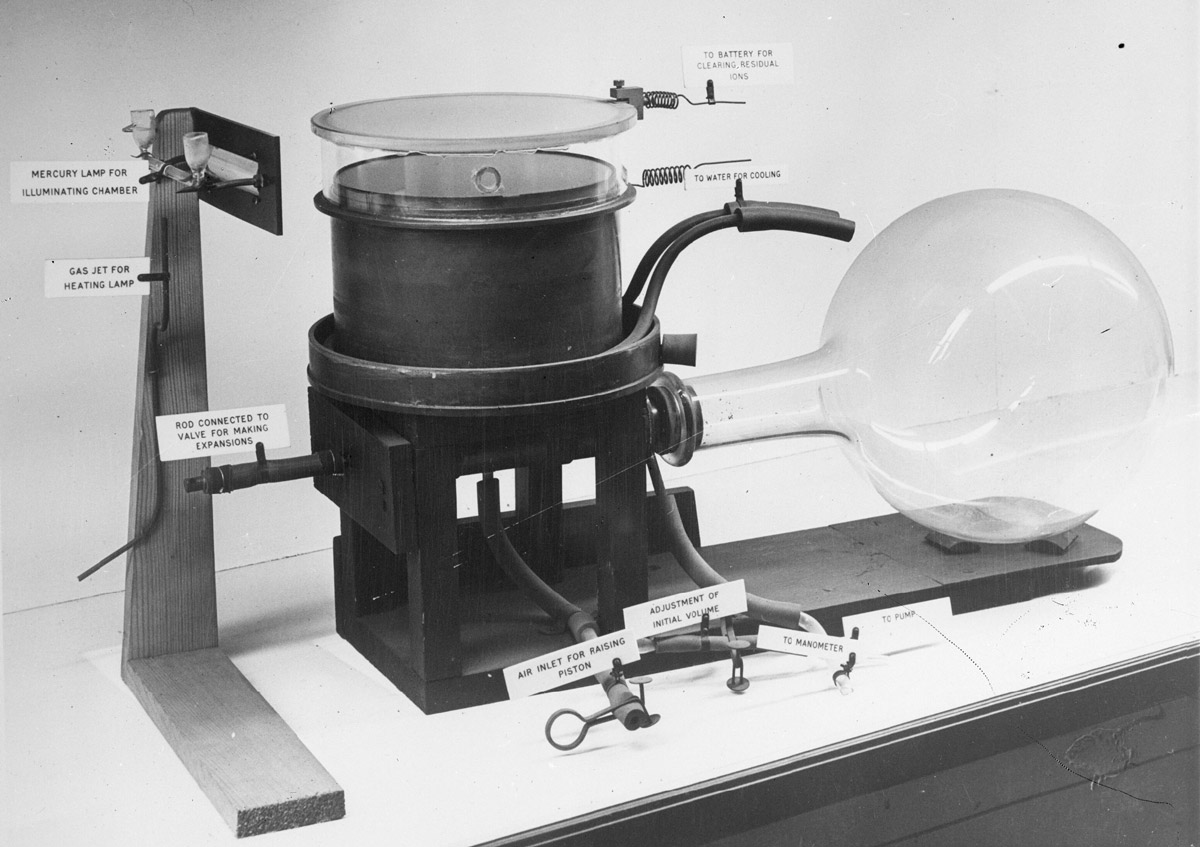 TO BATTERY FOR
CLEARING, RESIDUAL
IONS
MERCURY LAMP FOR
ILLUMINATING CHAMBER
TO WATER FOR COOLING
GAS JET FOR
HEATING LAMP
ROD CONNECTED TO
VALVE FOR MAKING
EXPANSIONS
ADJUSTMENT OF
INITIAL VOLUME
TO PUMP
AIR INLET FOR RAISING
PISTON
TO MANOMETER